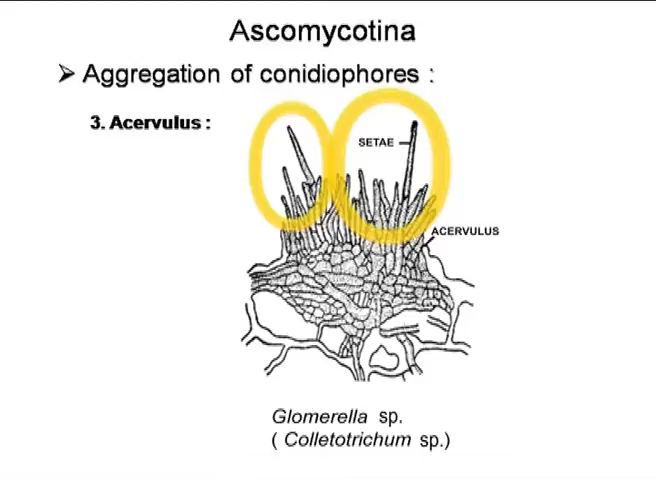 Ascomycotina
➤ Aggregation of conidiophores :
3. Acervulus :
SETAE
ACERVULUS
Glomerella sp.
( Colletotrichum sp.)